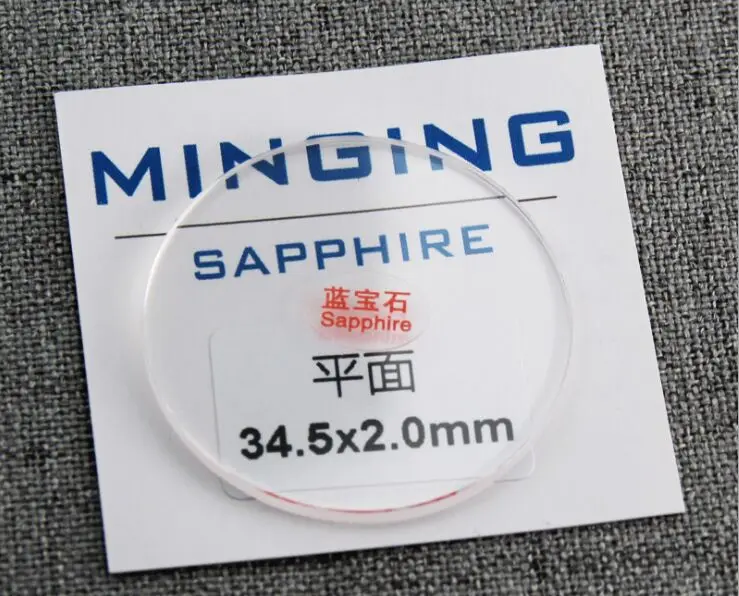 MINGING
SAPPHIRE
蓝宝石
Sapphire
平面
34.5x2.0mm